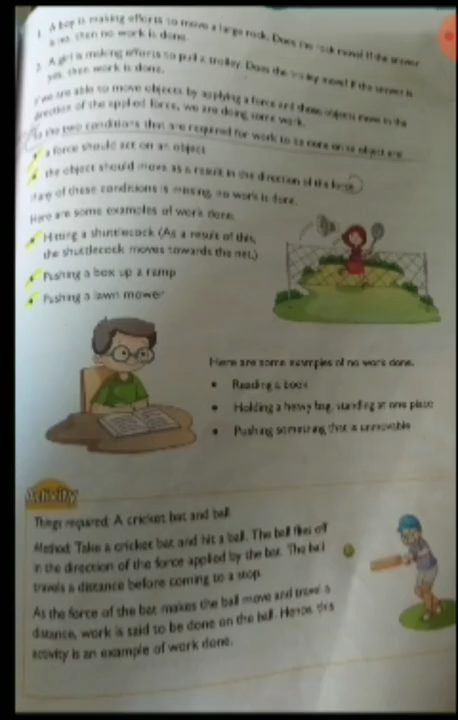 1. A boy is making efforts to move a large rock. Does the rock move? If the answer
is no, then no work is done.
2. A girl is making efforts to pull a trolley. Does the trolley move? If the answer is
yes, then work is done.
If we are able to move objects by applying a force and these objects move in the
direction of the applied force, we are doing some work.
So the two conditions that are required for work to be done on an object are
a force should act on an object
the object should move as a result in the direction of the force
If any of these conditions is missing, no work is done.
Here are some examples of work done.
Hitting a shuttlecock (As a result of this,
the shuttlecock moves towards the net.)
Pushing a box up a ramp
Pushing a lawn mower
Here are some examples of no work done.
• Reading a book
• Holding a heavy bag, standing at one place
• Pushing something that is unmovable
Activity
Things required: A cricket bat and ball
Method: Take a cricket bat and hit a ball. The ball flies off
in the direction of the force applied by the bat. The ball
travels a distance before coming to a stop.
As the force of the bat makes the ball move and travel a
distance, work is said to be done on the ball. Hence, this
activity is an example of work done.